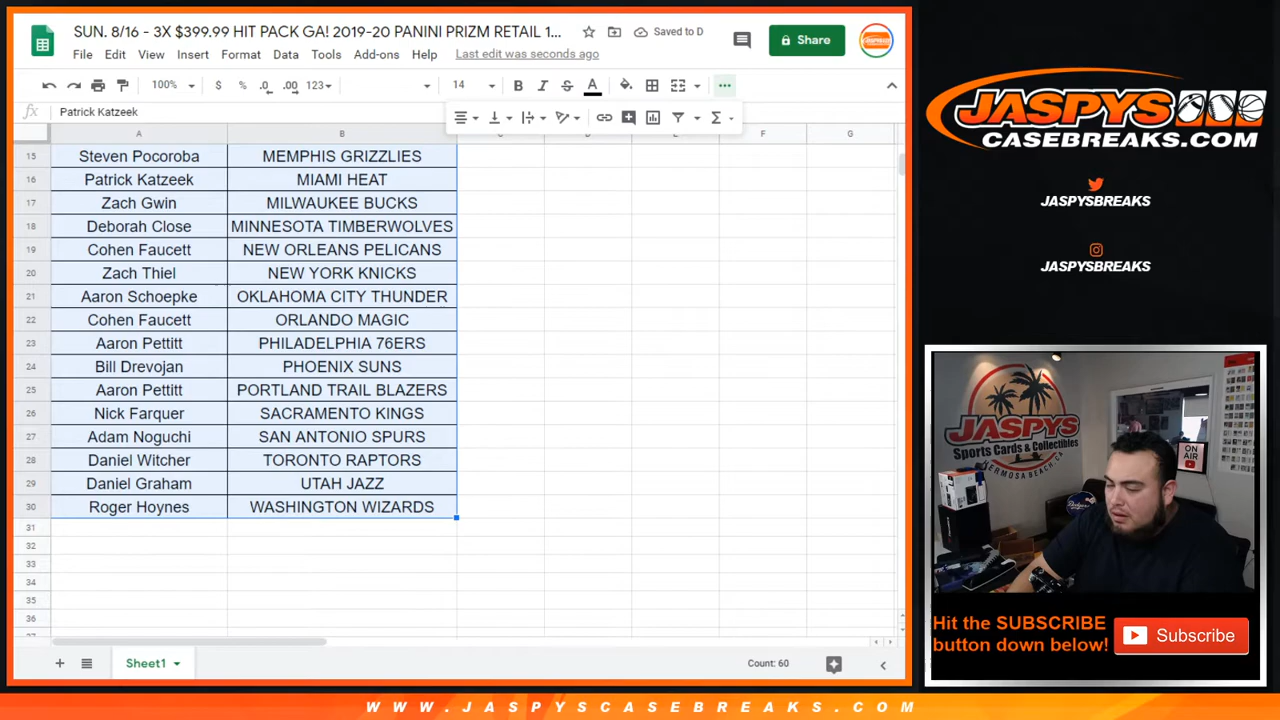 SUN. 8/16 - 3X $399.99 HIT PACK GA! 2019-20 PANINI PRIZM RETAIL 1...
Saved to D
Share
File Edit View Insert Format Data Tools Add-ons Help Last edit was seconds ago
100% $ % .0 .00 123 14 B I S A
fx Patrick Katzeek
A B C D E F G
15 Steven Pocoroba MEMPHIS GRIZZLIES
16 Patrick Katzeek MIAMI HEAT
17 Zach Gwin MILWAUKEE BUCKS
18 Deborah Close MINNESOTA TIMBERWOLVES
19 Cohen Faucett NEW ORLEANS PELICANS
20 Zach Thiel NEW YORK KNICKS
21 Aaron Schoepke OKLAHOMA CITY THUNDER
22 Cohen Faucett ORLANDO MAGIC
23 Aaron Pettitt PHILADELPHIA 76ERS
24 Bill Drevojan PHOENIX SUNS
25 Aaron Pettitt PORTLAND TRAIL BLAZERS
26 Nick Farquer SACRAMENTO KINGS
27 Adam Noguchi SAN ANTONIO SPURS
28 Daniel Witcher TORONTO RAPTORS
29 Daniel Graham UTAH JAZZ
30 Roger Hoynes WASHINGTON WIZARDS
31
32
33
34
35
36
Sheet1
Count: 60
JASPYS
CASEBREAKS.COM
JASPYSBREAKS
JASPYSBREAKS
JASPYS
Sports Cards & Collectibles
HERMOSA BEACH, CA
ON AIR
Dodgers
Hit the SUBSCRIBE
button down below!
Subscribe
WWW.JASPYSCASEBREAKS.COM